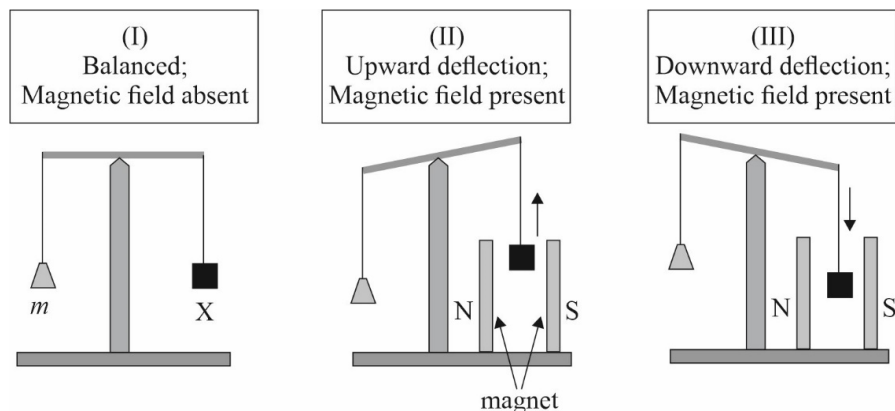 (I)
Balanced;
Magnetic field absent
(II)
Upward deflection;
Magnetic field present
(III)
Downward deflection;
Magnetic field present
m
X
N
S
magnet
N
S